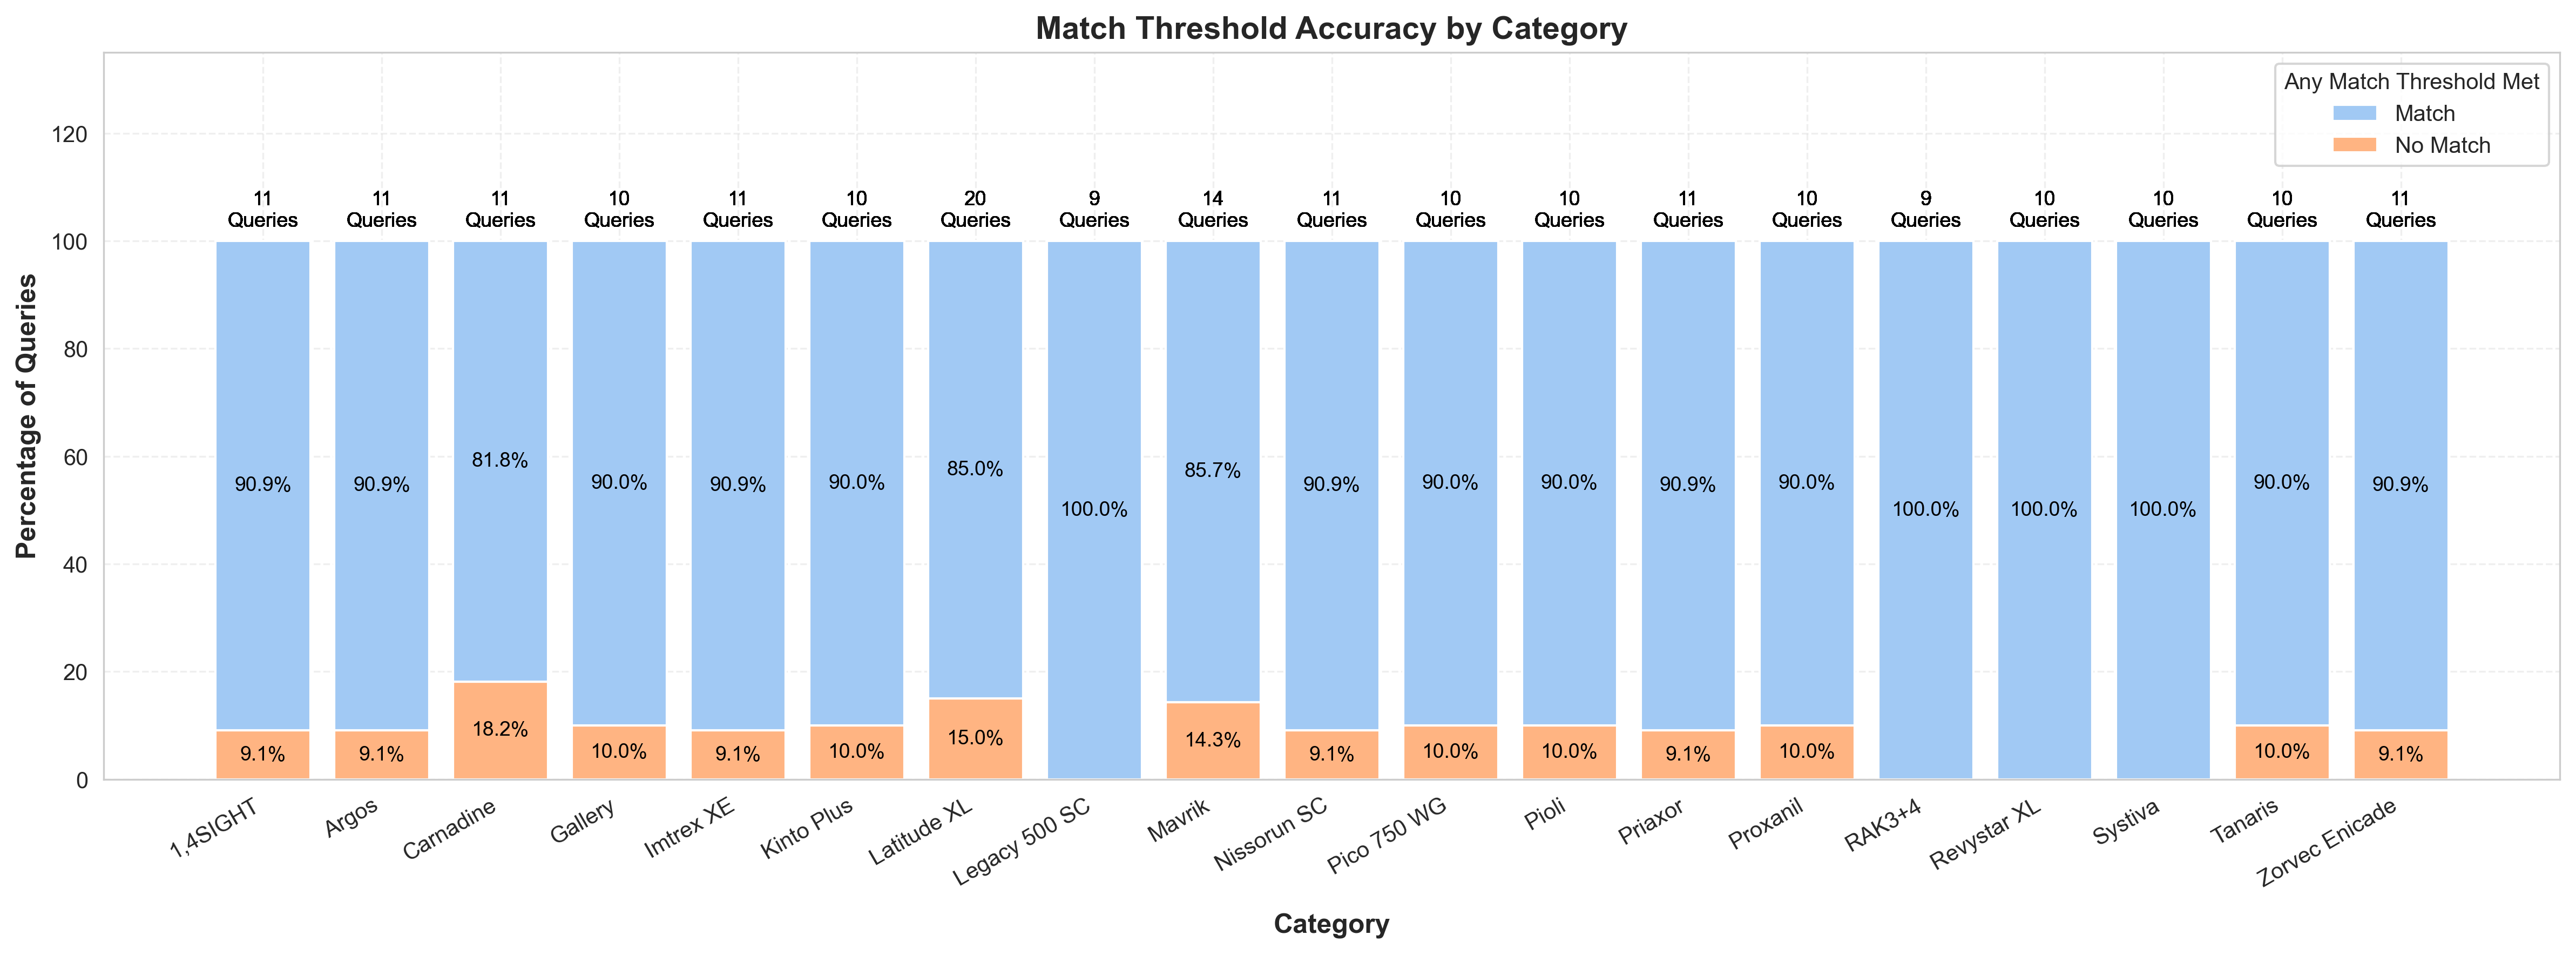 Match Threshold Accuracy by Category
Any Match Threshold Met
Match
No Match
Percentage of Queries
120
100
80
60
40
20
0
11 Queries
11 Queries
11 Queries
10 Queries
11 Queries
10 Queries
20 Queries
9 Queries
14 Queries
11 Queries
10 Queries
10 Queries
11 Queries
10 Queries
9 Queries
10 Queries
10 Queries
10 Queries
11 Queries
90.9%
90.9%
81.8%
90.0%
90.9%
90.0%
85.0%
100.0%
85.7%
90.9%
90.0%
90.0%
90.9%
90.0%
100.0%
100.0%
100.0%
90.0%
90.9%
9.1%
9.1%
18.2%
10.0%
9.1%
10.0%
15.0%
14.3%
9.1%
10.0%
10.0%
9.1%
10.0%
10.0%
9.1%
1,4SIGHT
Argos
Carnadine
Gallery
Imtrex XE
Kinto Plus
Latitude XL
Legacy 500 SC
Mavrik
Nissorun SC
Pico 750 WG
Pioli
Priaxor
Proxanil
RAK3+4
Revystar XL
Systiva
Tanaris
Zorvec Enicade
Category